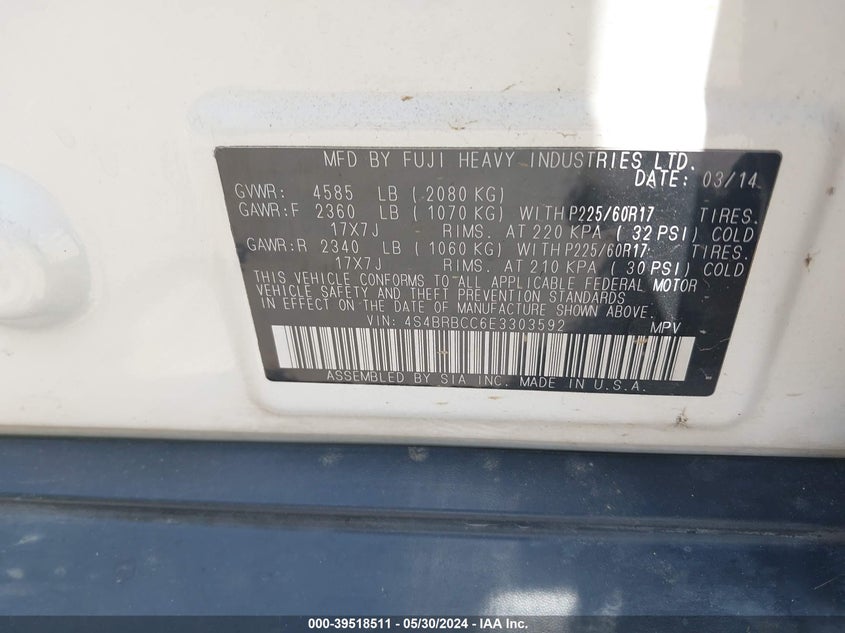 MFD BY FUJI HEAVY INDUSTRIES LTD.
DATE: 03/14
GVWR: 4585 LB (2080 KG)
GAWR:F 2360 LB (1070 KG) WITH P225/60R17 TIRES.
17X7J RIMS. AT 220 KPA (32 PSI) COLD
GAWR:R 2340 LB (1060 KG) WITH P225/60R17 TIRES.
17X7J RIMS. AT 210 KPA (30 PSI) COLD
THIS VEHICLE CONFORMS TO ALL APPLICABLE FEDERAL MOTOR
VEHICLE SAFETY AND THEFT PREVENTION STANDARDS
IN EFFECT ON THE DATE OF MANUFACTURE SHOWN ABOVE.
VIN: 4S4BRBCC6E3303592 MPV
ASSEMBLED BY SIA INC. MADE IN U.S.A.
000-39518511 - 05/30/2024 - IAA Inc.